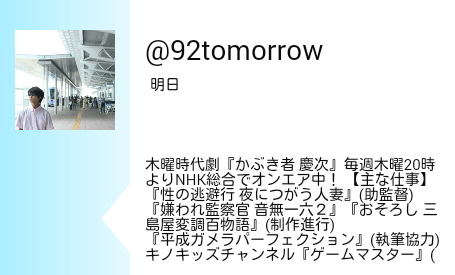 @92tomorrow
明日
木曜時代劇『かぶき者 慶次』毎週木曜20時
よりNHK総合でオンエア中！ 【主な仕事】
『性の逃避行 夜につがう人妻』(助監督)
『嫌われ監察官 音無一六２』『おそろし 三
島屋変調百物語』(制作進行)
『平成ガメラパーフェクション』(執筆協力)
キノキッズチャンネル『ゲームマスター』(